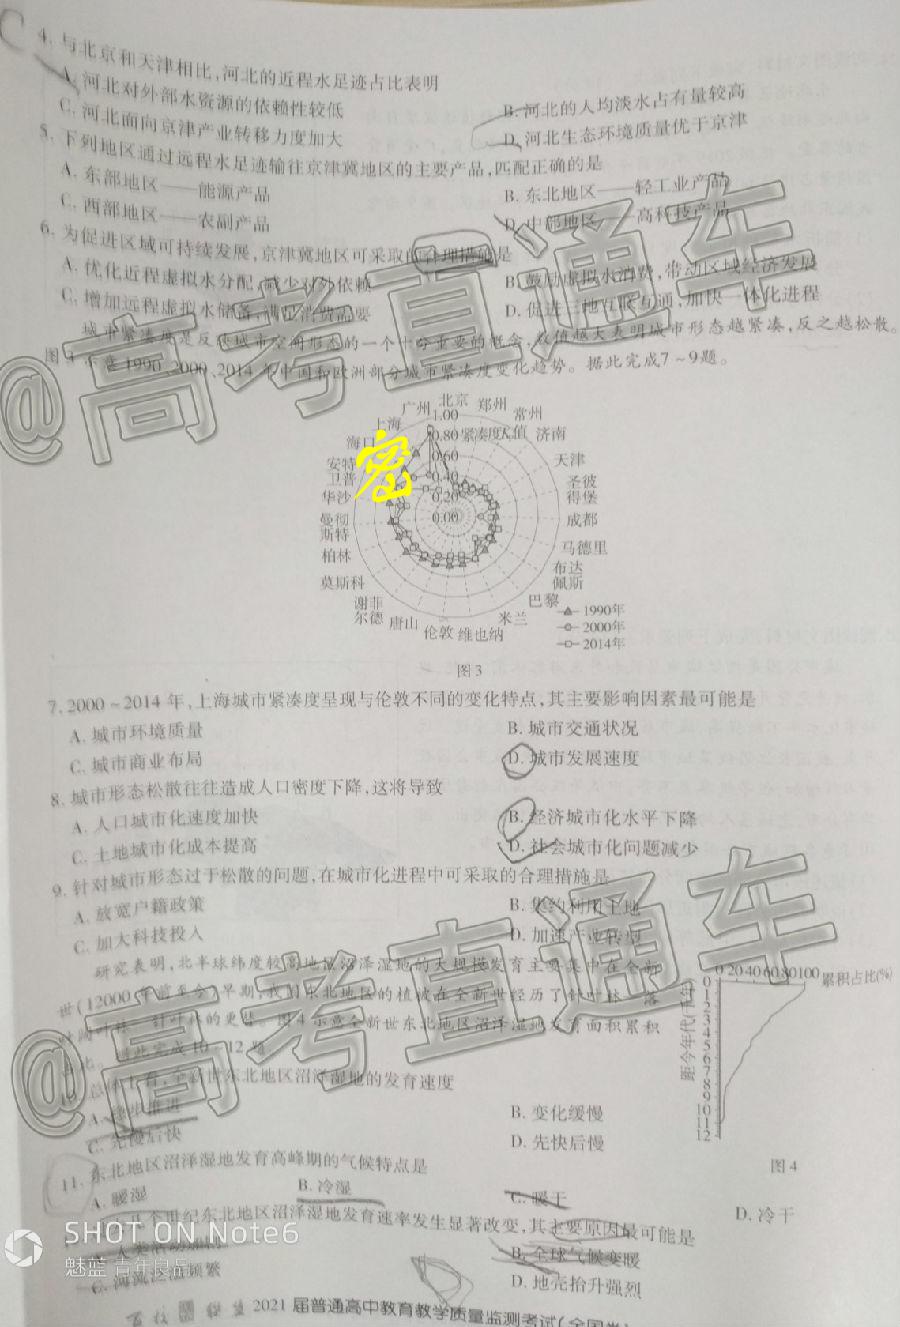 4. 与北京和天津相比,河北的近程水足迹占比表明
A. 河北对外部水资源的依赖性较低
B. 河北的人均淡水占有量较高
C. 河北面向京津产业转移力度加大
D. 河北生态环境质量优于京津
5. 下列地区通过远程水足迹输往京津冀地区的主要产品,匹配正确的是
A. 东部地区——能源产品
B. 东北地区——轻工业产品
C. 西部地区——农副产品
D. 中部地区——高科技产品
6. 为促进区域可持续发展,京津冀地区可采取的合理措施是
A. 优化近程虚拟水分配,减少对外依赖
B. 鼓励虚拟水消费,带动区域经济发展
C. 增加远程虚拟水储备,满足消费需要
D. 促进三地互联互通,加快一体化进程
城市紧凑度是反映城市空间形态的一个十分重要的概念,数值越大表明城市形态越紧凑,反之越松散。
1990、2000、2014年中国和欧洲部分城市紧凑度变化趋势。据此完成7~9题。
广州 北京 郑州
上海 1.00 常州
海口 0.80 紧凑度 值 济南
安特 0.60 天津
卫普 0.40 圣彼
华沙 0.20 得堡
曼彻 0.00 成都
斯特 马德里
柏林 布达
莫斯科 佩斯
谢菲 巴黎
尔德 唐山 米兰
伦敦 维也纳
1990年
2000年
2014年
图3
7. 2000~2014年,上海城市紧凑度呈现与伦敦不同的变化特点,其主要影响因素最可能是
A. 城市环境质量
B. 城市交通状况
C. 城市商业布局
D. 城市发展速度
8. 城市形态松散往往造成人口密度下降,这将导致
A. 人口城市化速度加快
B. 经济城市化水平下降
C. 土地城市化成本提高
D. 社会城市化问题减少
9. 针对城市形态过于松散的问题,在城市化进程中可采取的合理措施是
A. 放宽户籍政策
B. 集约利用土地
C. 加大科技投入
D. 加速产业转型
研究表明,北半球纬度较高地区沼泽湿地的大规模发育主要集中在全新
世(12000年前至今)早期,我国东北地区的植被在全新世经历了针叶林—落
叶阔叶林—针叶林的更替。图4示意全新世东北地区沼泽湿地发育面积累积
占比。据此完成10~12题。
0 20 40 60 80 100 累积占比(%)
距今年代(千年)
0
1
2
3
4
5
6
7
8
9
10
11
12
图4
总体上看,全新世东北地区沼泽湿地的发育速度
A. 稳步推进
B. 变化缓慢
C. 先慢后快
D. 先快后慢
11. 东北地区沼泽湿地发育高峰期的气候特点是
A. 暖湿
B. 冷湿
C. 暖干
D. 冷干
个世纪东北地区沼泽湿地发育速率发生显著改变,其主要原因最可能是
A. 人类活动加剧
B. 全球气候变暖
C. 河流泛滥频繁
D. 地壳抬升强烈
2021届普通高中教育教学质量监测考试(全国卷)
@高考直通车
@高考直通车
密
SHOT ON Note6
魅蓝 青年良品